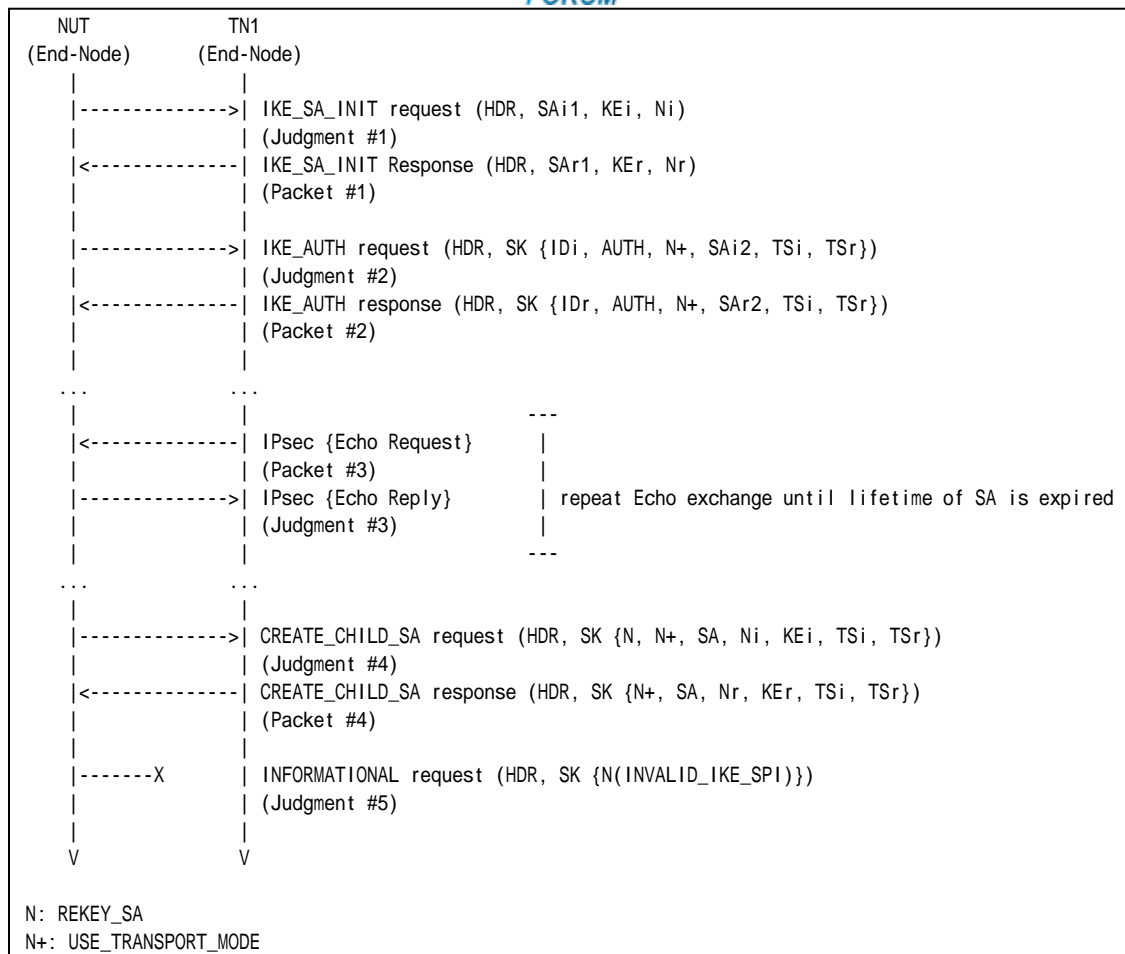 FORUM
NUT TN1
(End-Node) (End-Node)
| |
|-------------->| IKE_SA_INIT request (HDR, SAi1, KEi, Ni)
| | (Judgment #1)
|<--------------| IKE_SA_INIT Response (HDR, SAr1, KEr, Nr)
| | (Packet #1)
| |
|-------------->| IKE_AUTH request (HDR, SK {IDi, AUTH, N+, SAi2, TSi, TSr})
| | (Judgment #2)
|<--------------| IKE_AUTH response (HDR, SK {IDr, AUTH, N+, SAr2, TSi, TSr})
| | (Packet #2)
| |
... ...
| | ---
|<--------------| IPsec {Echo Request} |
| | (Packet #3) |
|-------------->| IPsec {Echo Reply} | repeat Echo exchange until lifetime of SA is expired
| | (Judgment #3) |
| | ---
... ...
| |
|-------------->| CREATE_CHILD_SA request (HDR, SK {N, N+, SA, Ni, KEi, TSi, TSr})
| | (Judgment #4)
|<--------------| CREATE_CHILD_SA response (HDR, SK {N+, SA, Nr, KEr, TSi, TSr})
| | (Packet #4)
| |
|-------X | INFORMATIONAL request (HDR, SK {N(INVALID_IKE_SPI)})
| | (Judgment #5)
| |
V V
N: REKEY_SA
N+: USE_TRANSPORT_MODE